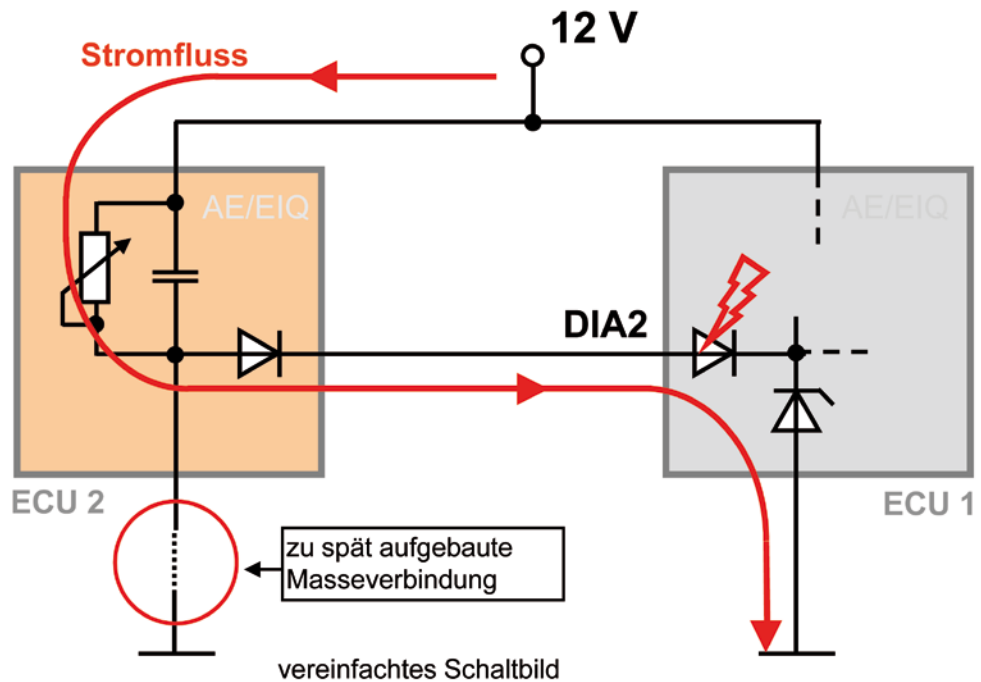 12 V
Stromfluss
AE/EIQ
AE/EIQ
DIA2
ECU 2
ECU 1
zu spät aufgebaute
Masseverbindung
vereinfachtes Schaltbild